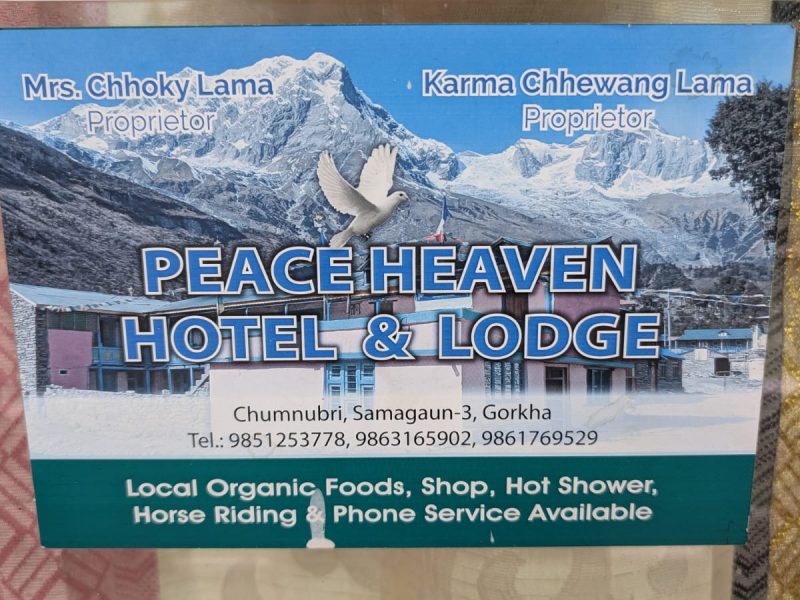 Mrs. Chhoky Lama
Proprietor
Karma Chhewang Lama
Proprietor
PEACE HEAVEN
HOTEL & LODGE
Chumnubri, Samagaun-3, Gorkha
Tel.: 9851253778, 9863165902, 9861769529
Local Organic Foods, Shop, Hot Shower,
Horse Riding & Phone Service Available